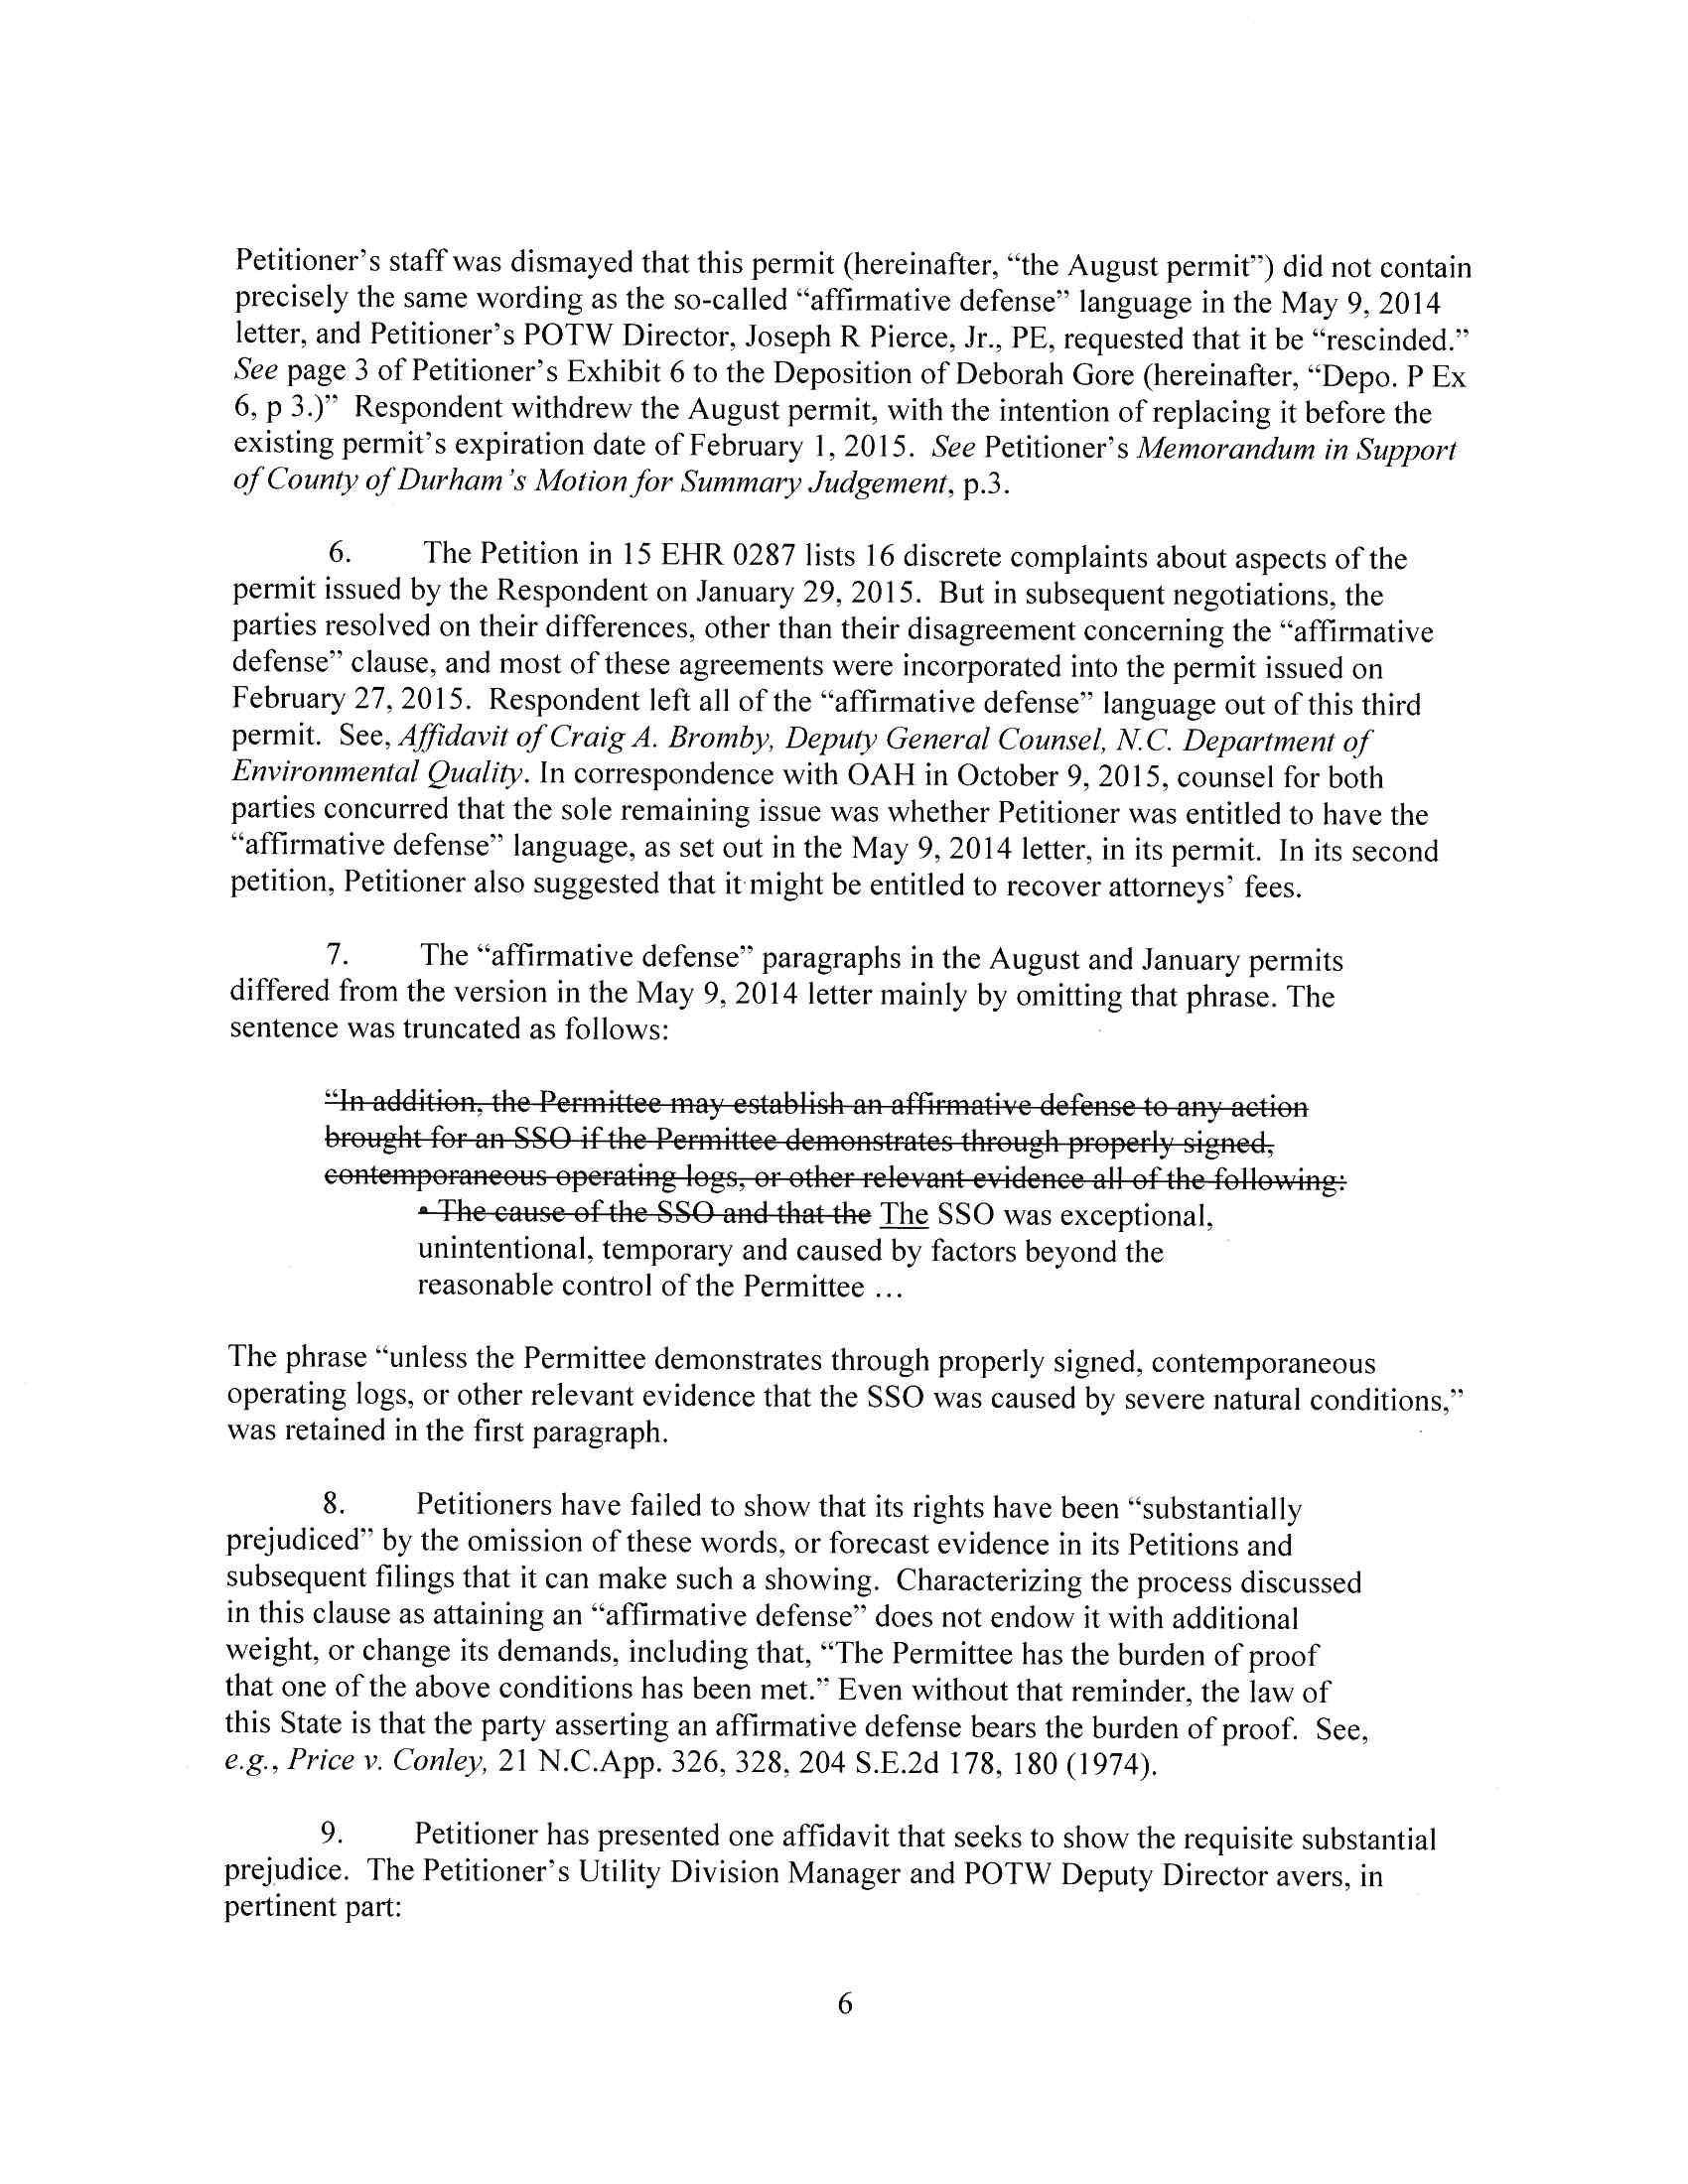 Petitioner's staff was dismayed that this permit (hereinafter, “the August permit”) did not contain
precisely the same wording as the so-called “affirmative defense” language in the May 9, 2014
letter, and Petitioner's POTW Director, Joseph R Pierce, Jr., PE, requested that it be “rescinded.”
See page 3 of Petitioner's Exhibit 6 to the Deposition of Deborah Gore (hereinafter, “Depo. P Ex
6, p 3.)” Respondent withdrew the August permit, with the intention of replacing it before the
existing permit's expiration date of February 1, 2015. See Petitioner's Memorandum in Support
of County of Durham's Motion for Summary Judgement, p.3.
6. The Petition in 15 EHR 0287 lists 16 discrete complaints about aspects of the
permit issued by the Respondent on January 29, 2015. But in subsequent negotiations, the
parties resolved on their differences, other than their disagreement concerning the “affirmative
defense” clause, and most of these agreements were incorporated into the permit issued on
February 27, 2015. Respondent left all of the “affirmative defense” language out of this third
permit. See, Affidavit of Craig A. Bromby, Deputy General Counsel, N.C. Department of
Environmental Quality. In correspondence with OAH in October 9, 2015, counsel for both
parties concurred that the sole remaining issue was whether Petitioner was entitled to have the
“affirmative defense” language, as set out in the May 9, 2014 letter, in its permit. In its second
petition, Petitioner also suggested that it might be entitled to recover attorneys' fees.
7. The “affirmative defense” paragraphs in the August and January permits
differed from the version in the May 9, 2014 letter mainly by omitting that phrase. The
sentence was truncated as follows:
“In addition, the Permittee may establish an affirmative defense to any action
brought for an SSO if the Permittee demonstrates through properly signed,
contemporaneous operating logs, or other relevant evidence all of the following:
• The cause of the SSO and that the The SSO was exceptional,
unintentional, temporary and caused by factors beyond the
reasonable control of the Permittee ...
The phrase “unless the Permittee demonstrates through properly signed, contemporaneous
operating logs, or other relevant evidence that the SSO was caused by severe natural conditions,”
was retained in the first paragraph.
8. Petitioners have failed to show that its rights have been “substantially
prejudiced” by the omission of these words, or forecast evidence in its Petitions and
subsequent filings that it can make such a showing. Characterizing the process discussed
in this clause as attaining an “affirmative defense” does not endow it with additional
weight, or change its demands, including that, “The Permittee has the burden of proof
that one of the above conditions has been met.” Even without that reminder, the law of
this State is that the party asserting an affirmative defense bears the burden of proof. See,
e.g., Price v. Conley, 21 N.C.App. 326, 328, 204 S.E.2d 178, 180 (1974).
9. Petitioner has presented one affidavit that seeks to show the requisite substantial
prejudice. The Petitioner's Utility Division Manager and POTW Deputy Director avers, in
pertinent part:
6